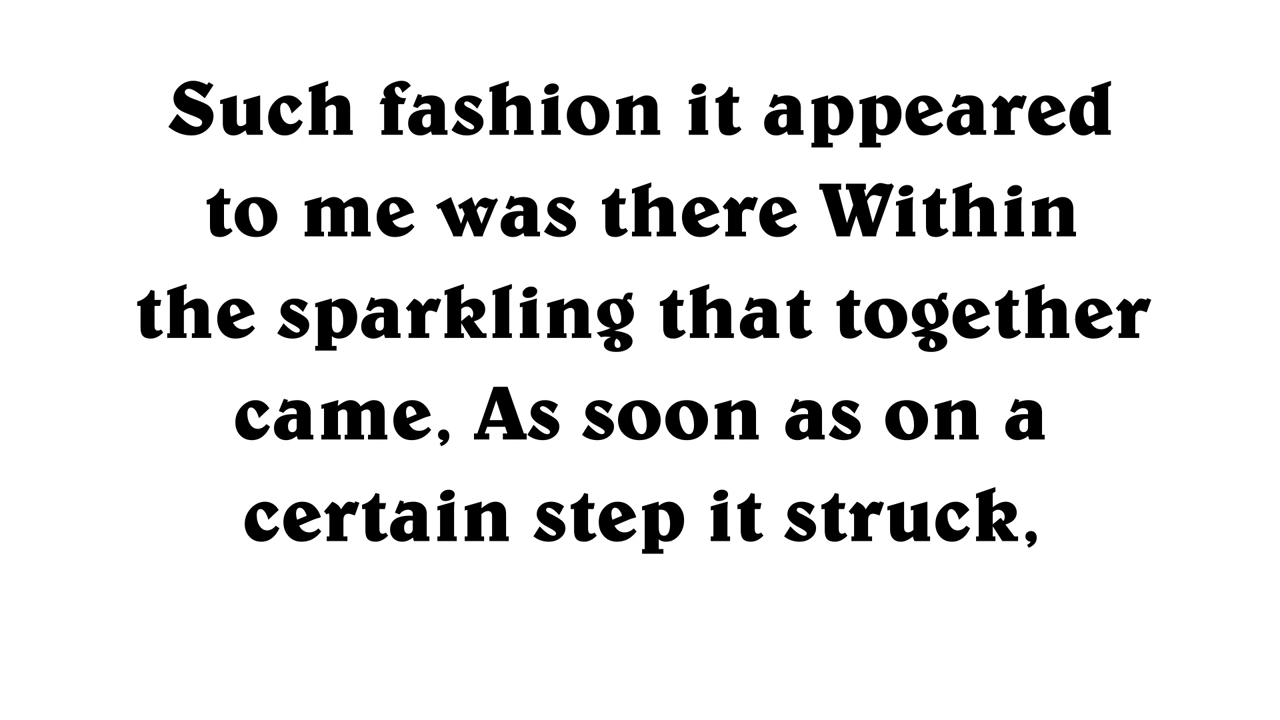 Such fashion it appeared
to me was there Within
the sparkling that together
came, As soon as on a
certain step it struck,